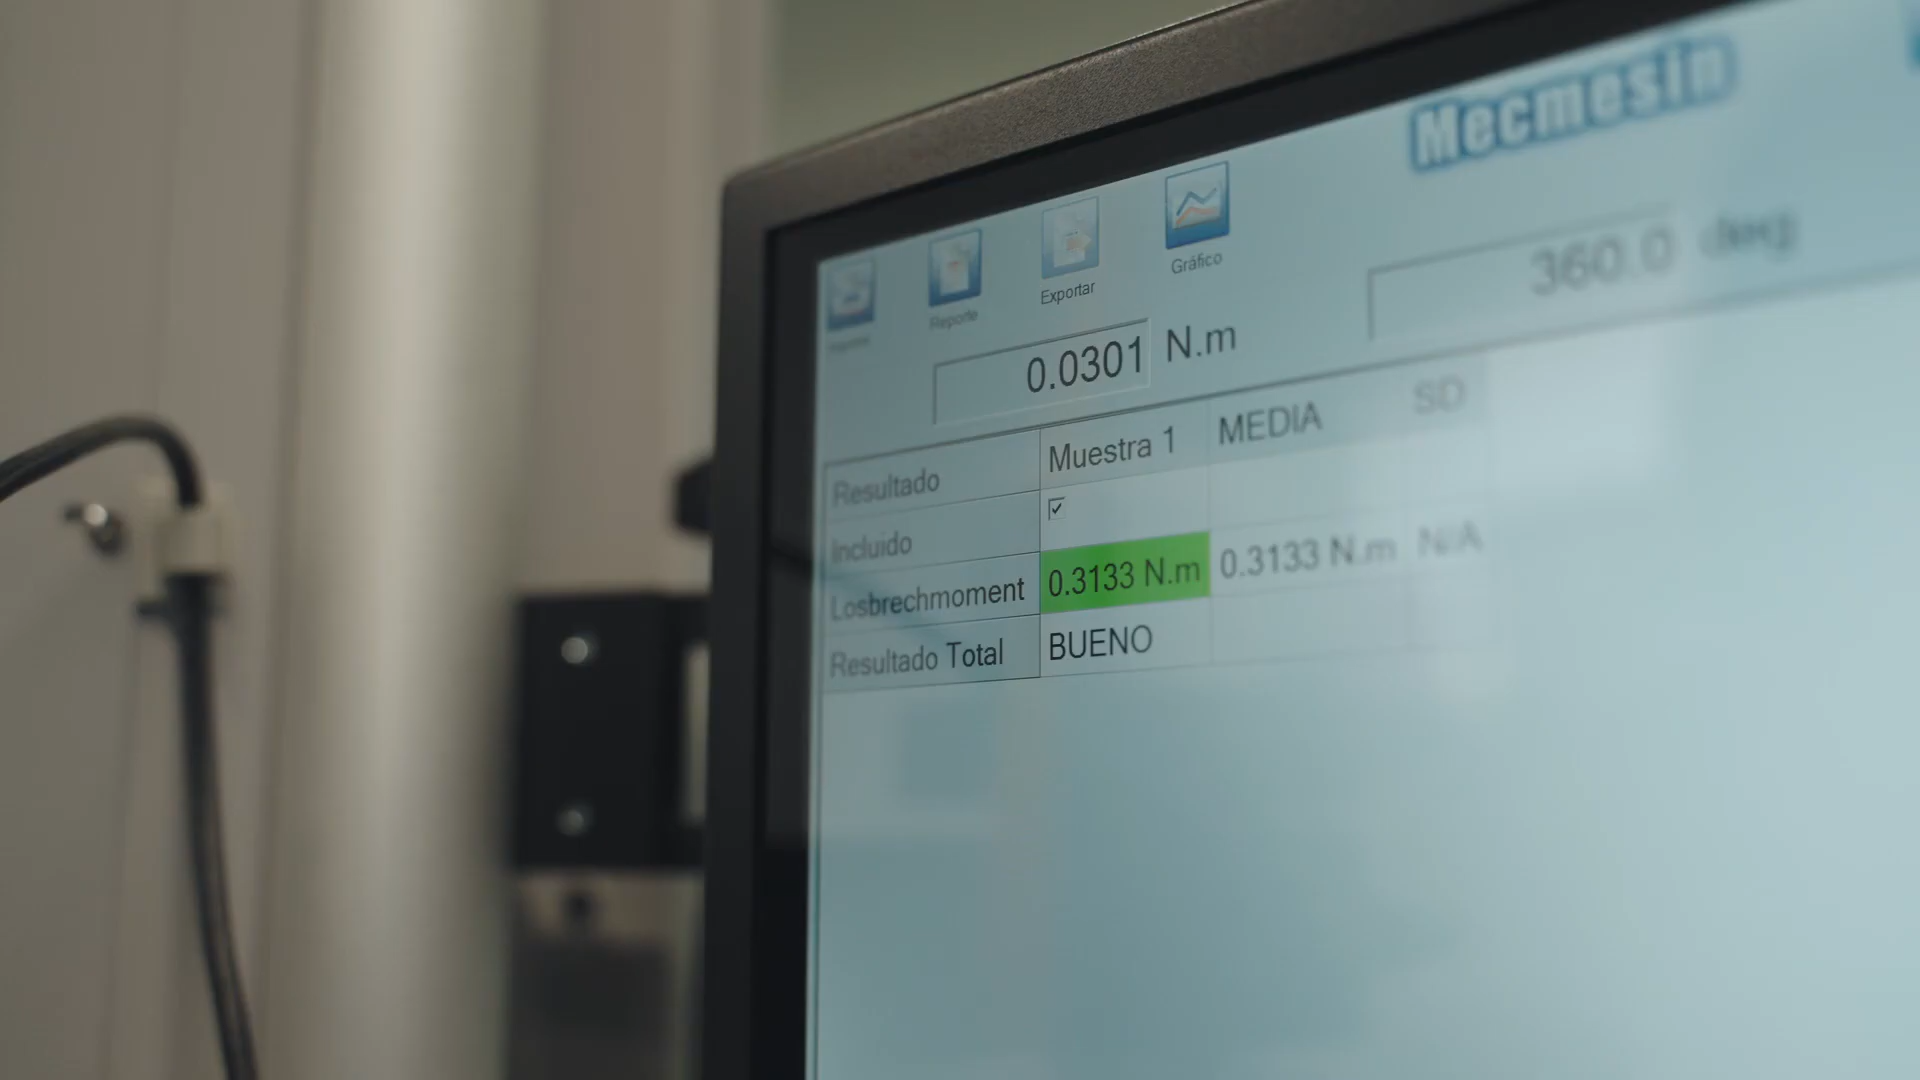 Mecmesin
Reporte
Exportar
Gráfico
0.0301 N.m
360.0 deg
Resultado Muestra 1 MEDIA SD
Incluido
Losbrechmoment 0.3133 N.m 0.3133 N.m N/A
Resultado Total BUENO